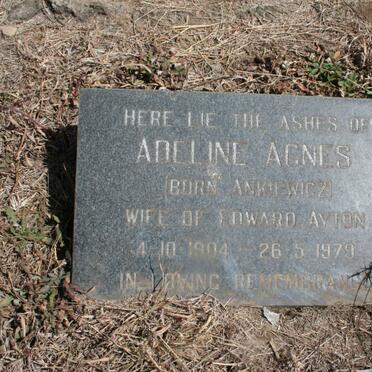 HERE LIE THE ASHES OF
ADELINE AGNES
(BORN ANKIEWICZ)
WIFE OF EDWARD AYTON
4.10.1904 – 26.5.1979
IN LOVING REMEMBRANCE